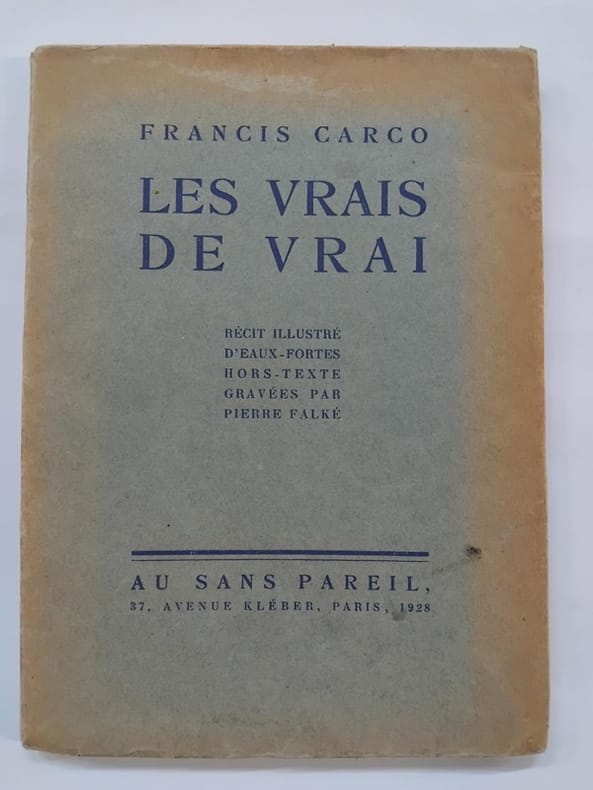 FRANCIS CARCO
LES VRAIS
DE VRAI
RÉCIT ILLUSTRÉ
D'EAUX-FORTES
HORS-TEXTE
GRAVÉES PAR
PIERRE FALKÉ
AU SANS PAREIL,
37, AVENUE KLÉBER, PARIS, 1928